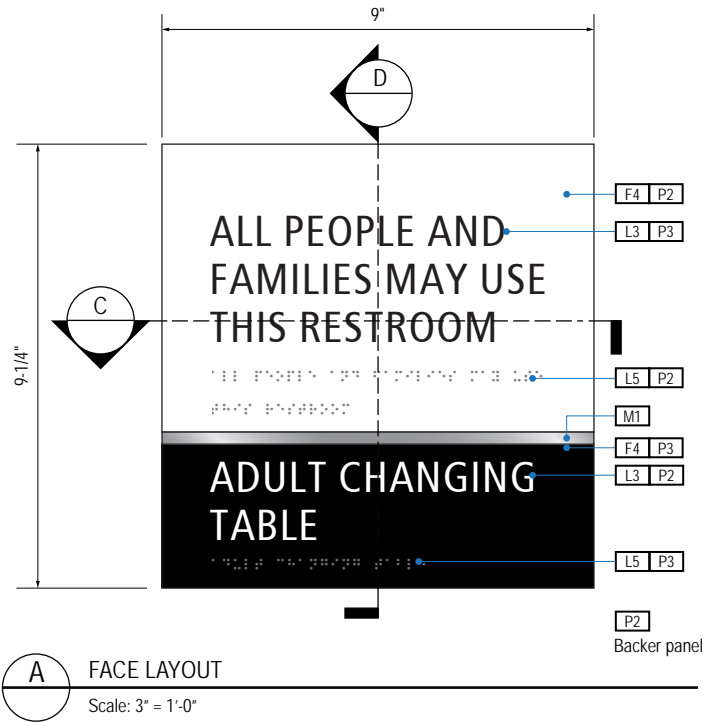 9"
D
F4 P2
ALL PEOPLE AND
L3 P3
FAMILIES MAY USE
C
THIS RESTROOM
9-1/4"
L5 P2
M1
F4 P3
ADULT CHANGING
L3 P2
TABLE
L5 P3
P2
Backer panel
A
FACE LAYOUT
Scale: 3" = 1'-0"